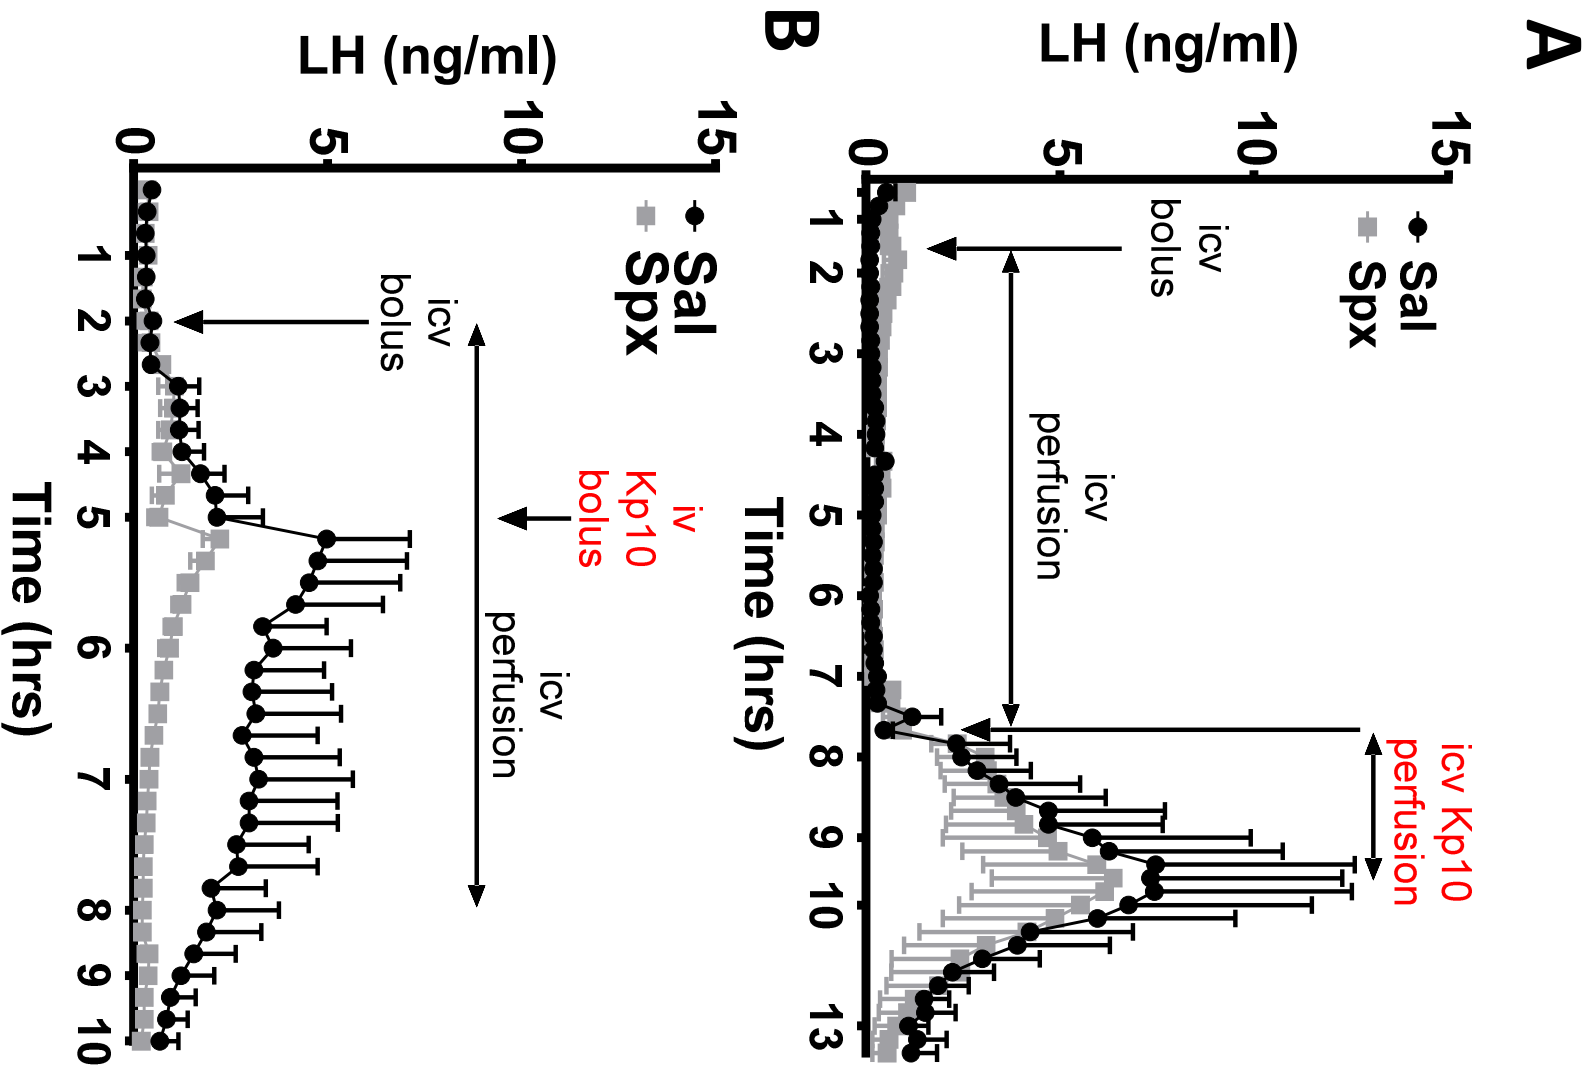 A
LH (ng/ml)
15
10
5
0
Sal
Spx
icv
bolus
icv
perfusion
icv Kp10
perfusion
1 2 3 4 5 6 7 8 9 10 13
Time (hrs)
B
LH (ng/ml)
15
10
5
0
Sal
Spx
icv
bolus
iv
Kp10
bolus
icv
perfusion
1 2 3 4 5 6 7 8 9 10
Time (hrs)